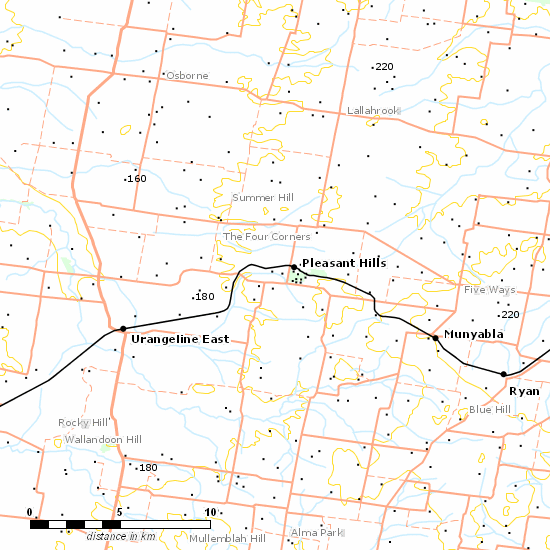 220
Osborne
Lallahrook
160
Summer Hill
The Four Corners
Pleasant Hills
180
Five Ways
220
Urangeline East
Munyabla
Ryan
Blue Hill
Rocky Hill
Wallandoon Hill
180
0 5 10
distance in km
Mullemblah Hill
Alma Park